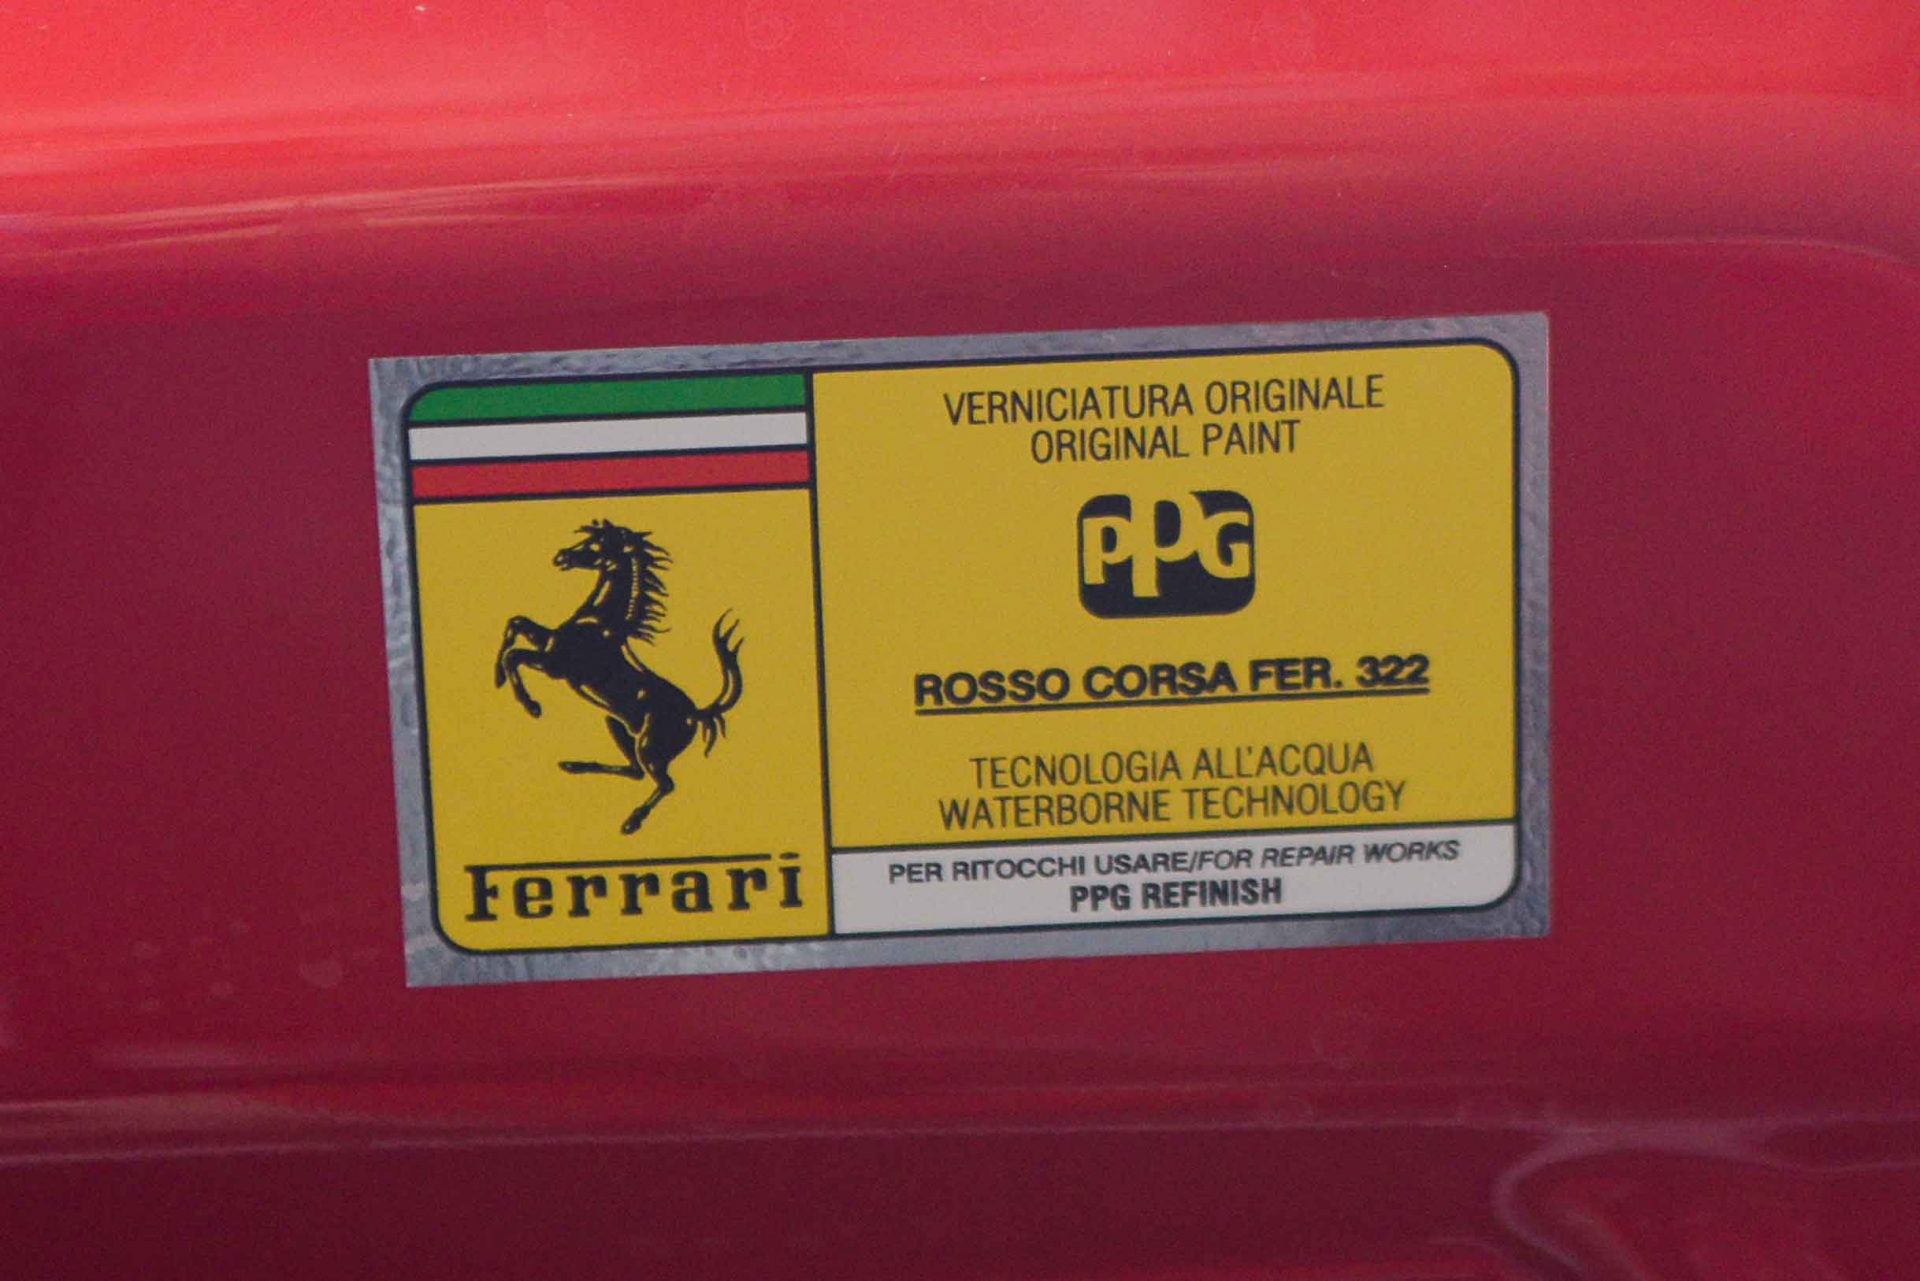 Ferrari
VERNICIATURA ORIGINALE
ORIGINAL PAINT
PPG
ROSSO CORSA FER. 322
TECNOLOGIA ALL'ACQUA
WATERBORNE TECHNOLOGY
PER RITOCCHI USARE/FOR REPAIR WORKS
PPG REFINISH